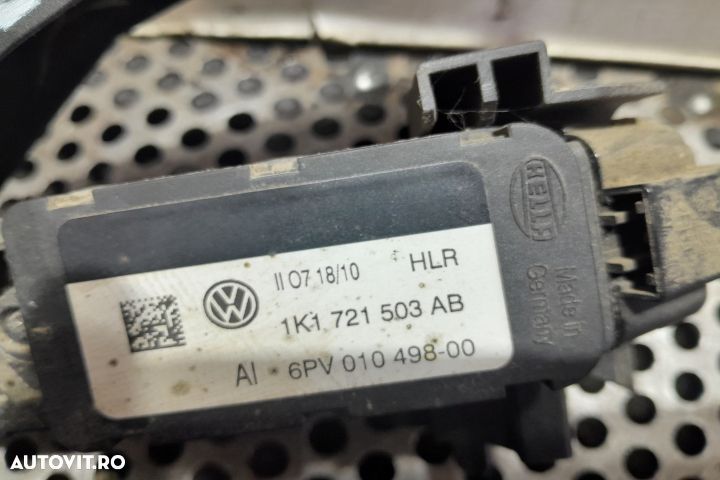 II 07 18/10 HLR
1K1 721 503 AB
AI 6PV 010 498-00
HELLA
Made in
Germany
AUTOVIT.RO